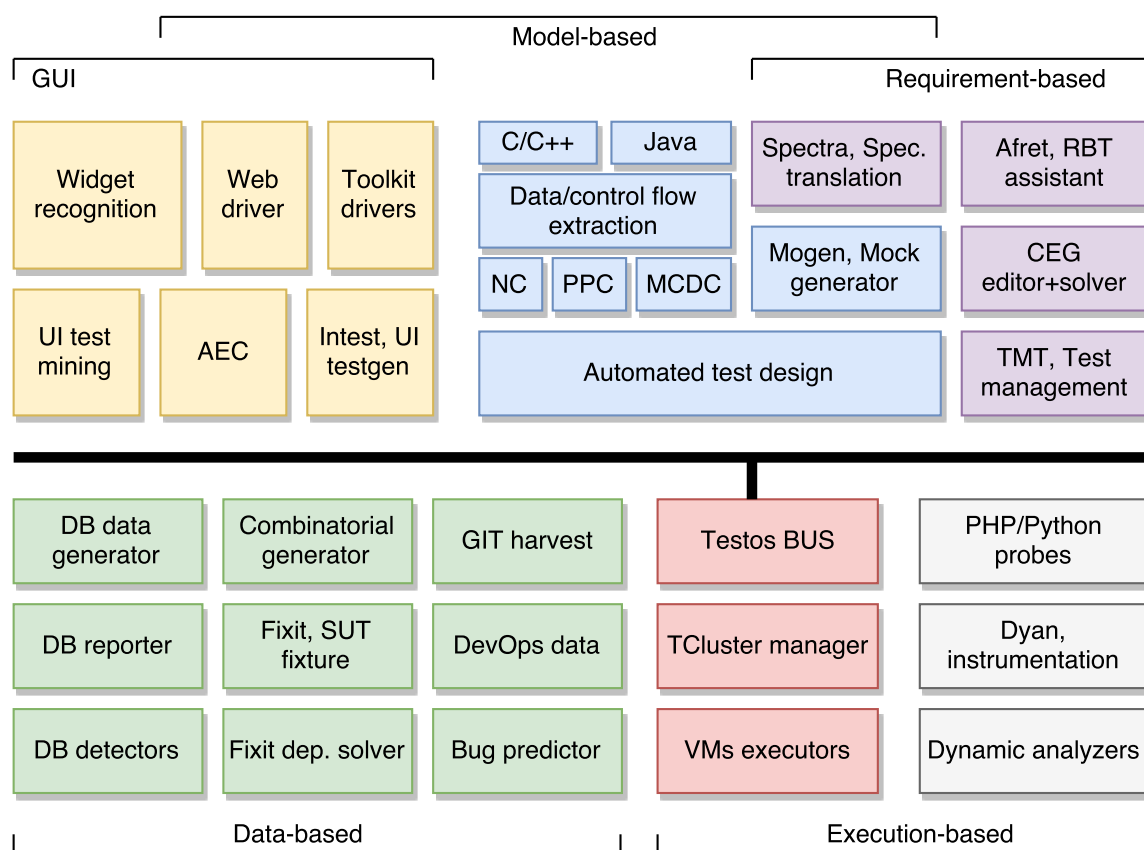 Model-based
GUI
Requirement-based
Widget
recognition
Web
driver
Toolkit
drivers
UI test
mining
AEC
Intest, UI
testgen
C/C++
Java
Data/control flow
extraction
NC
PPC
MCDC
Automated test design
Spectra, Spec.
translation
Mogen, Mock
generator
Afret, RBT
assistant
CEG
editor+solver
TMT, Test
management
DB data
generator
Combinatorial
generator
GIT harvest
Testos BUS
PHP/Python
probes
DB reporter
Fixit, SUT
fixture
DevOps data
TCluster manager
Dyan,
instrumentation
DB detectors
Fixit dep. solver
Bug predictor
VMs executors
Dynamic analyzers
Data-based
Execution-based